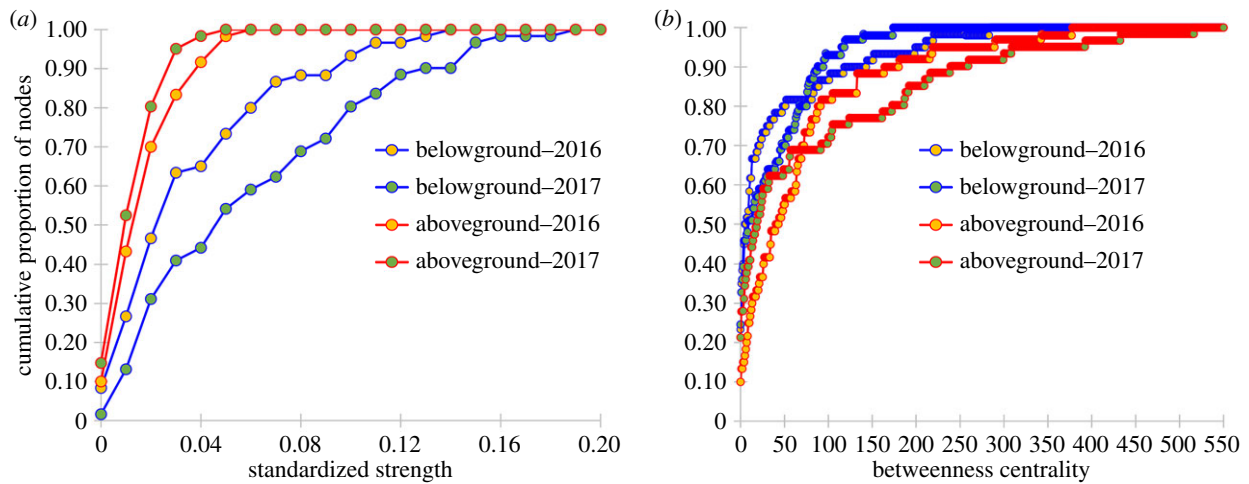 (a)
cumulative proportion of nodes
1.00
0.90
0.80
0.70
0.60
0.50
0.40
0.30
0.20
0.10
0
belowground–2016
belowground–2017
aboveground–2016
aboveground–2017
0 0.04 0.08 0.12 0.16 0.20
standardized strength
(b)
1.00
0.90
0.80
0.70
0.60
0.50
0.40
0.30
0.20
0.10
0
belowground–2016
belowground–2017
aboveground–2016
aboveground–2017
0 50 100 150 200 250 300 350 400 450 500 550
betweenness centrality